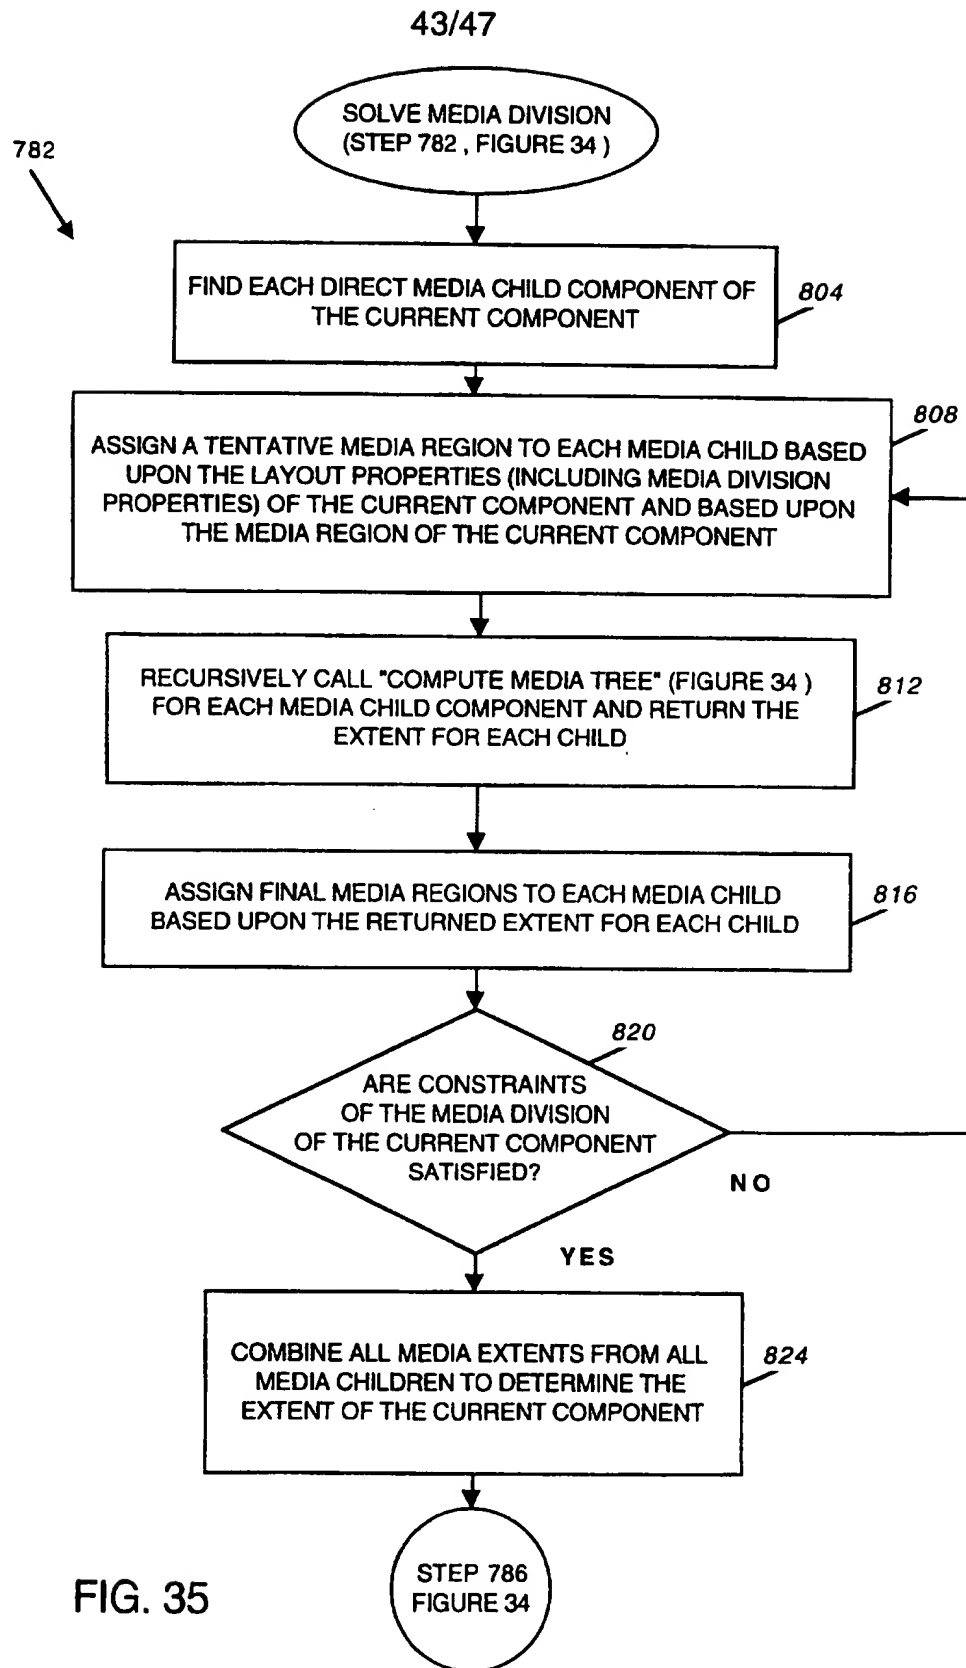 43/47
SOLVE MEDIA DIVISION
(STEP 782 , FIGURE 34 )
782
FIND EACH DIRECT MEDIA CHILD COMPONENT OF
THE CURRENT COMPONENT
804
808
ASSIGN A TENTATIVE MEDIA REGION TO EACH MEDIA CHILD BASED
UPON THE LAYOUT PROPERTIES (INCLUDING MEDIA DIVISION
PROPERTIES) OF THE CURRENT COMPONENT AND BASED UPON
THE MEDIA REGION OF THE CURRENT COMPONENT
RECURSIVELY CALL "COMPUTE MEDIA TREE" (FIGURE 34 )
FOR EACH MEDIA CHILD COMPONENT AND RETURN THE
EXTENT FOR EACH CHILD
812
ASSIGN FINAL MEDIA REGIONS TO EACH MEDIA CHILD
BASED UPON THE RETURNED EXTENT FOR EACH CHILD
816
820
ARE CONSTRAINTS
OF THE MEDIA DIVISION
OF THE CURRENT COMPONENT
SATISFIED?
NO
YES
COMBINE ALL MEDIA EXTENTS FROM ALL
MEDIA CHILDREN TO DETERMINE THE
EXTENT OF THE CURRENT COMPONENT
824
STEP 786
FIGURE 34
FIG. 35